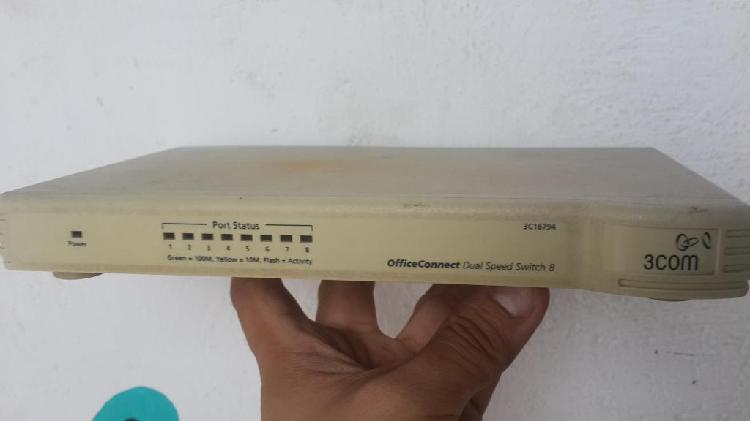 Port Status
3C16794
Power
1 2 3 4 5 6 7 8
Green = 100M, Yellow = 10M, Flash = Activity
OfficeConnect Dual Speed Switch 8
3COM